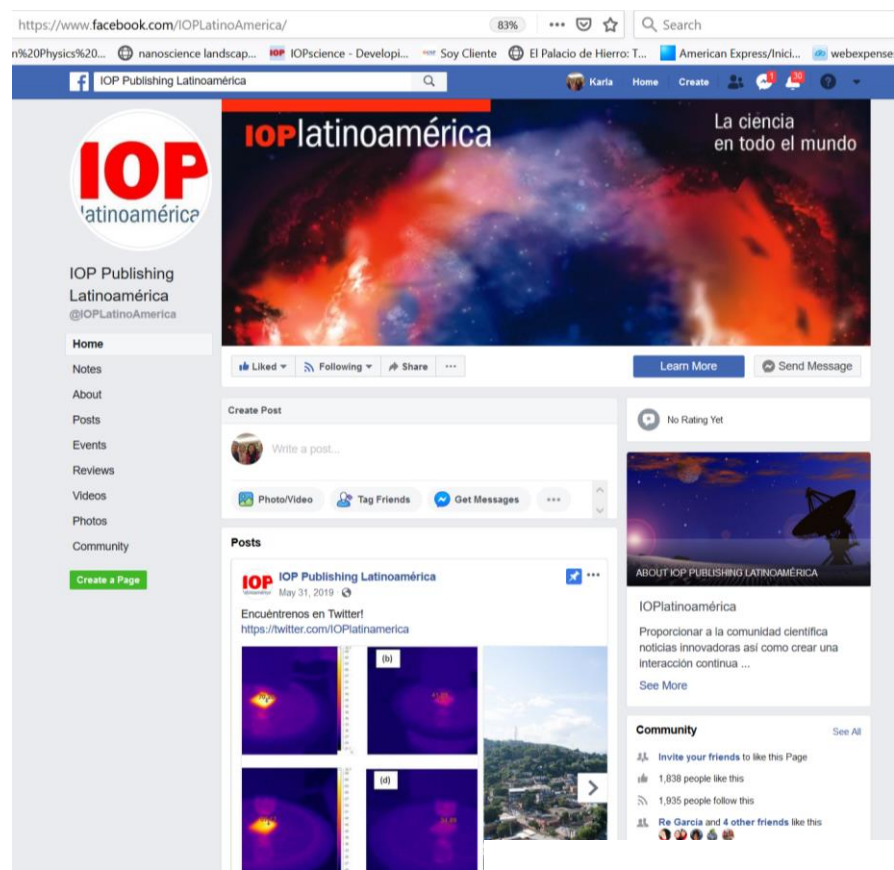 https://www.facebook.com/IOPLatinoAmerica/
83%
Search
n%20Physics%20...
nanoscience landscap...
IOPscience - Developi...
Soy Cliente
El Palacio de Hierro: T...
American Express/Inici...
webexpense
IOP Publishing Latinoamérica
Karla
Home
Create
1
30
IOP
latinoamérica
IOPlatinoamérica
La ciencia
en todo el mundo
IOP Publishing
Latinoamérica
@IOPLatinoAmerica
Home
Notes
About
Posts
Events
Reviews
Videos
Photos
Community
Create a Page
Liked
Following
Share
Learn More
Send Message
Create Post
Write a post...
Photo/Video
Tag Friends
Get Messages
Posts
IOP
IOP Publishing Latinoamérica
May 31, 2019
Encuéntrenos en Twitter!
https://twitter.com/IOPlatinamerica
(b)
(d)
No Rating Yet
ABOUT IOP PUBLISHING LATINOAMÉRICA
IOPlatinoamérica
Proporcionar a la comunidad científica
noticias innovadoras así como crear una
interacción continua ...
See More
Community
See All
Invite your friends to like this Page
1,838 people like this
1,935 people follow this
Re Garcia and 4 other friends like this